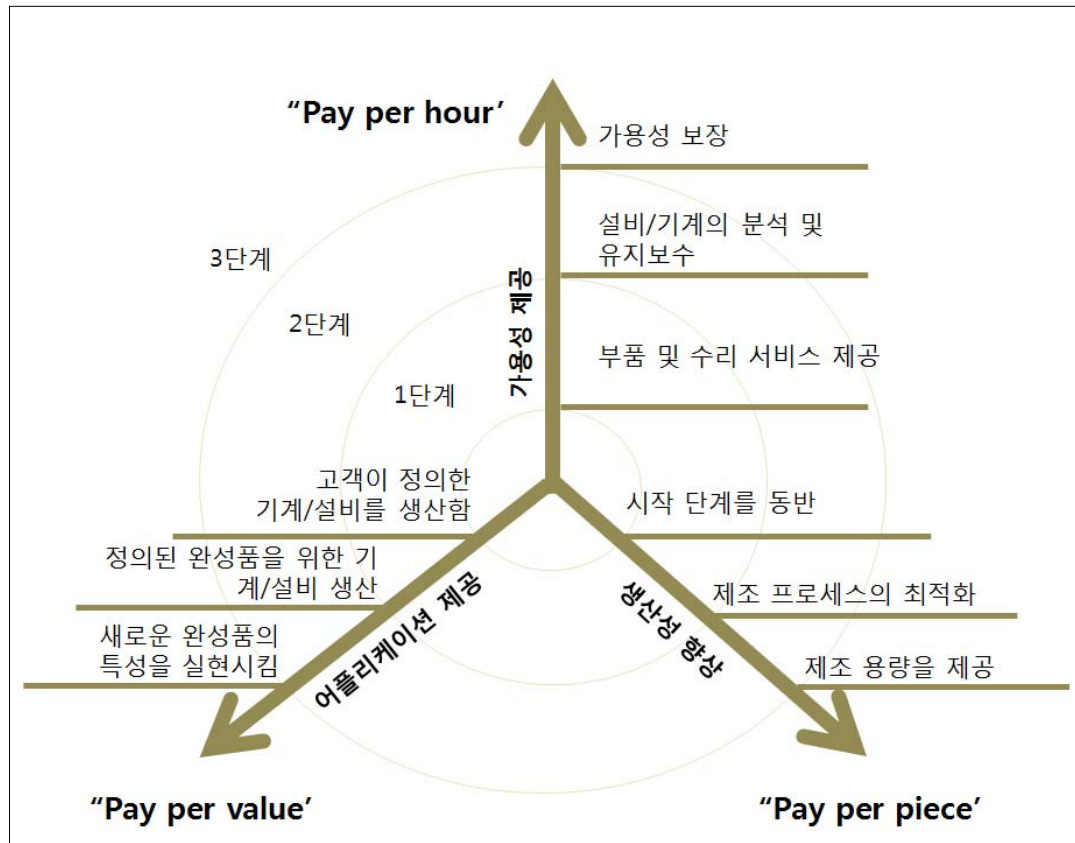 “Pay per hour’
가용성 보장
설비/기계의 분석 및
유지보수
3단계
2단계
부품 및 수리 서비스 제공
가용성 제공
1단계
고객이 정의한
기계/설비를 생산함
시작 단계를 동반
정의된 완성품을 위한 기
계/설비 생산
제조 프로세스의 최적화
새로운 완성품의
특성을 실현시킴
어플리케이션 제공
생산성 향상
제조 용량을 제공
“Pay per value’
“Pay per piece’